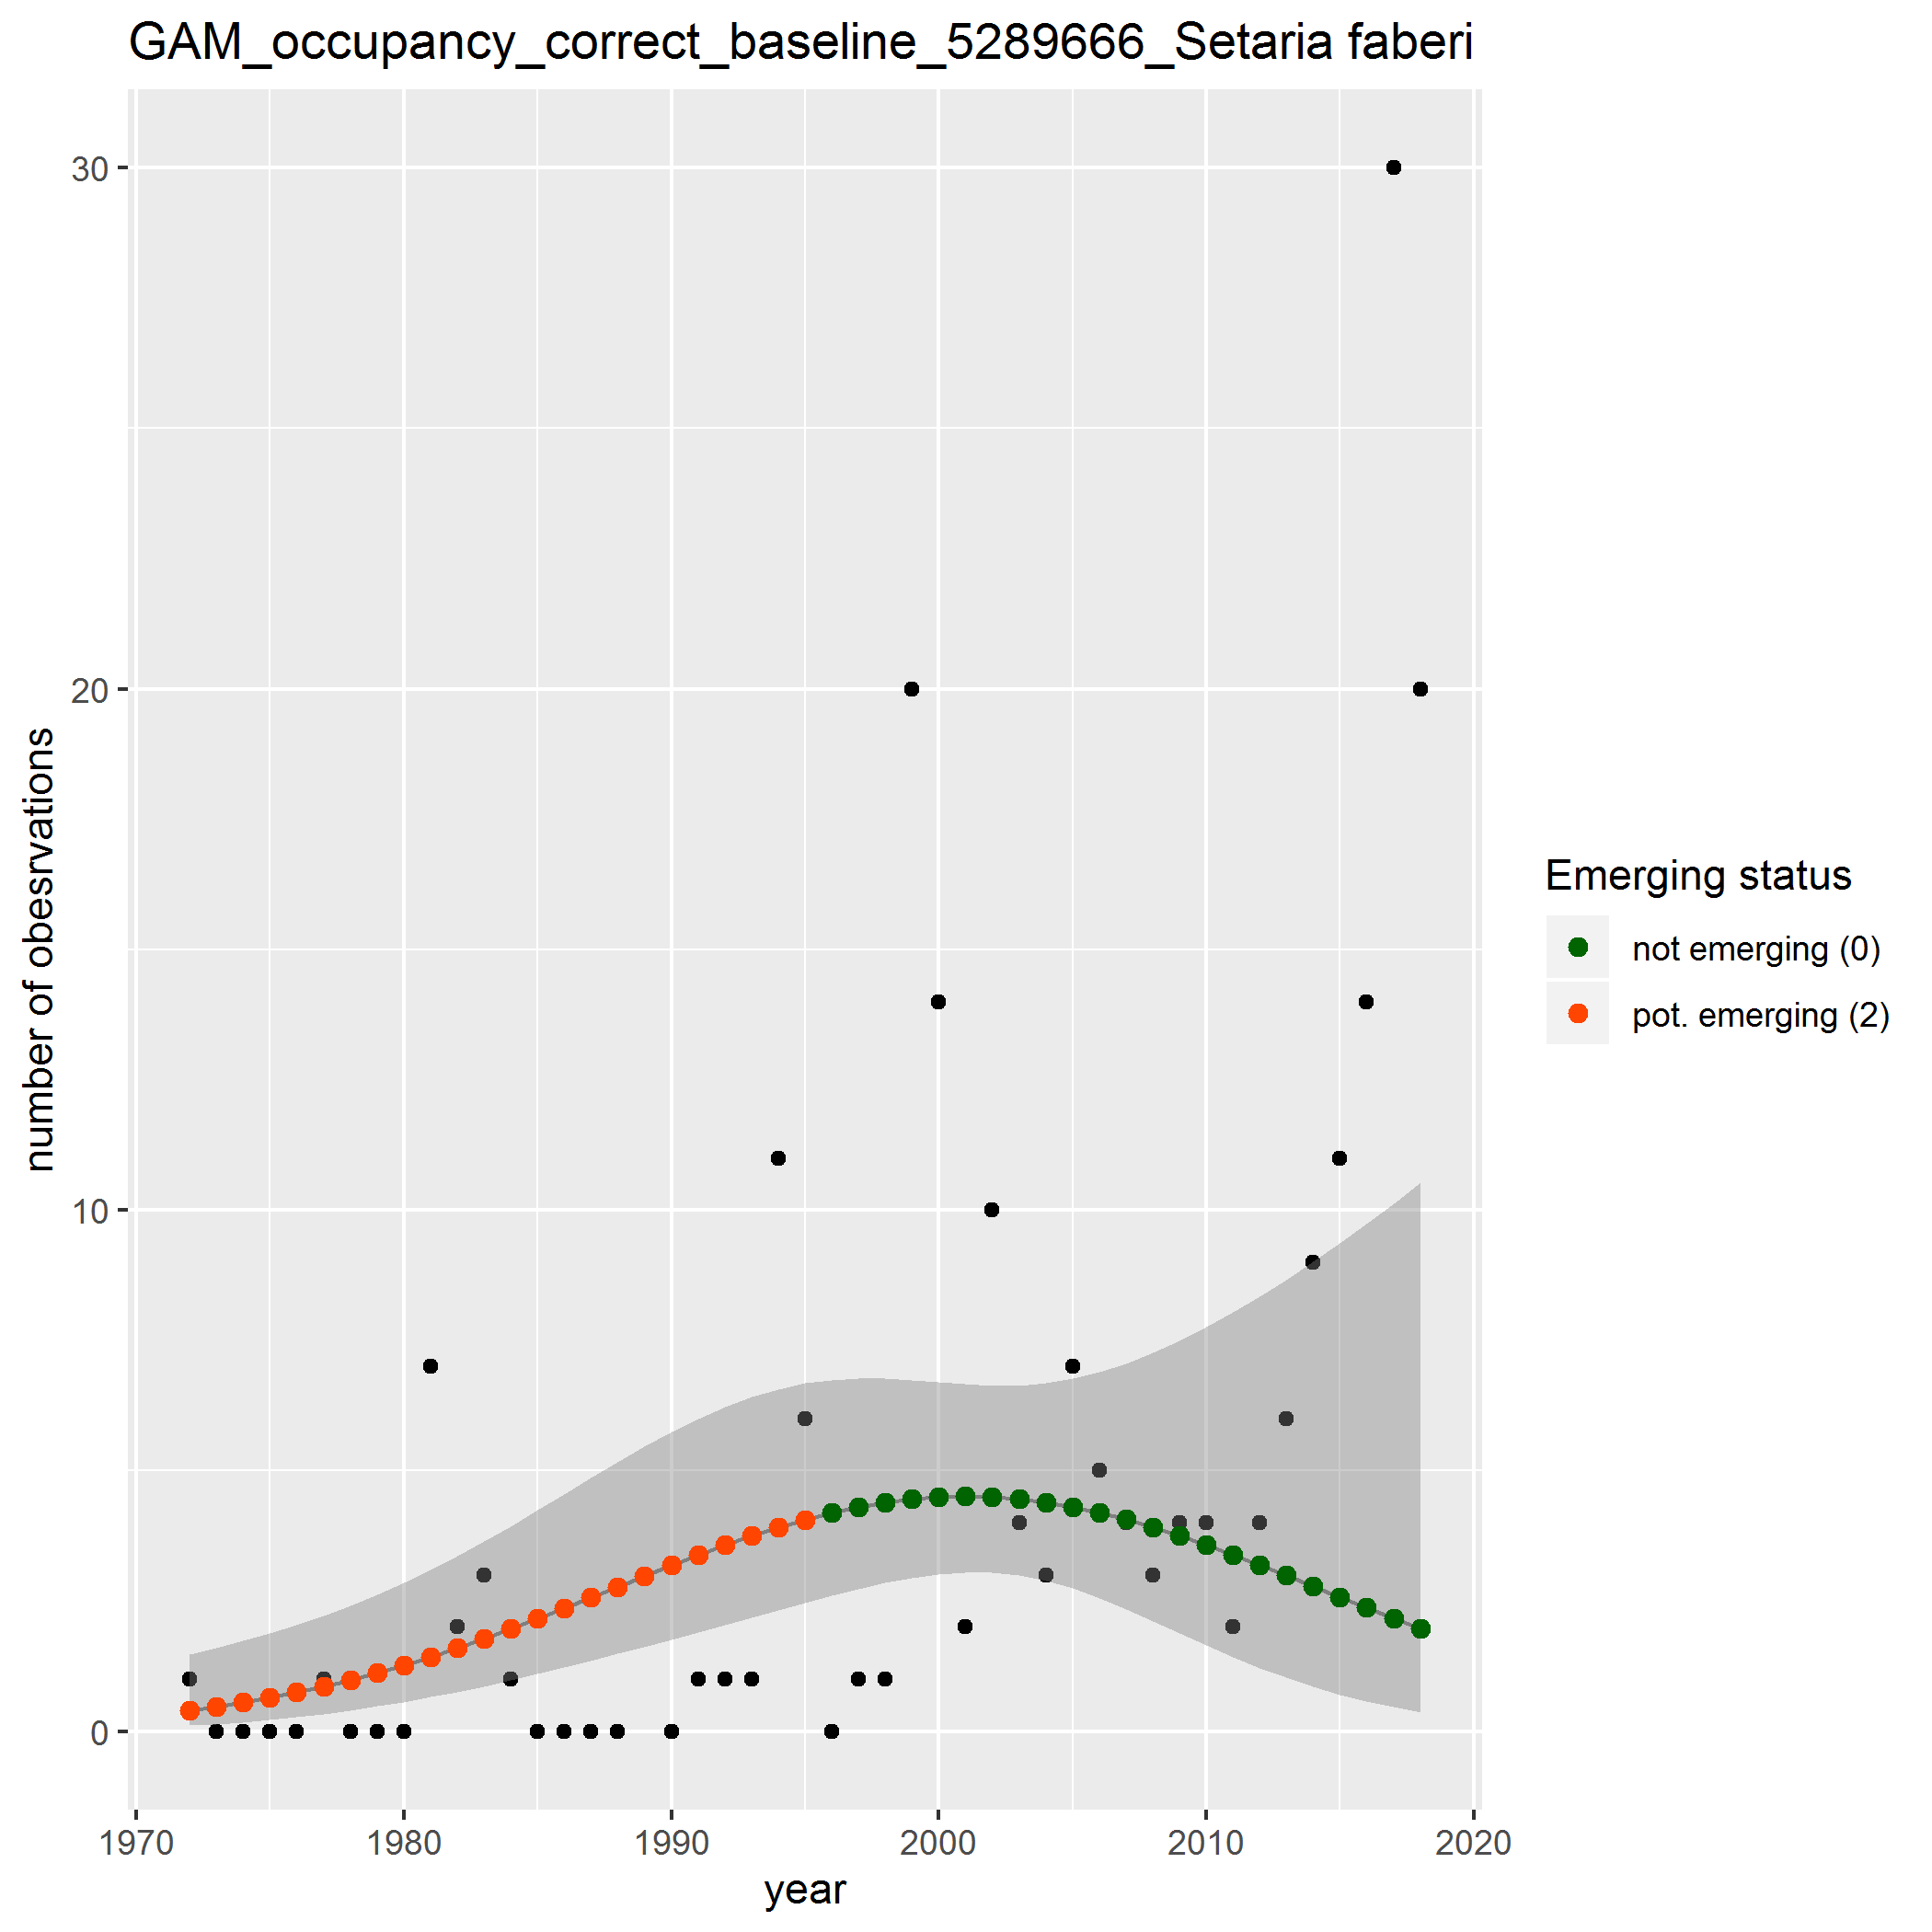 GAM_occupancy_correct_baseline_5289666_Setaria faberi
30
20
10
0
number of obesrvations
1970 1980 1990 2000 2010 2020
year
Emerging status
not emerging (0)
pot. emerging (2)